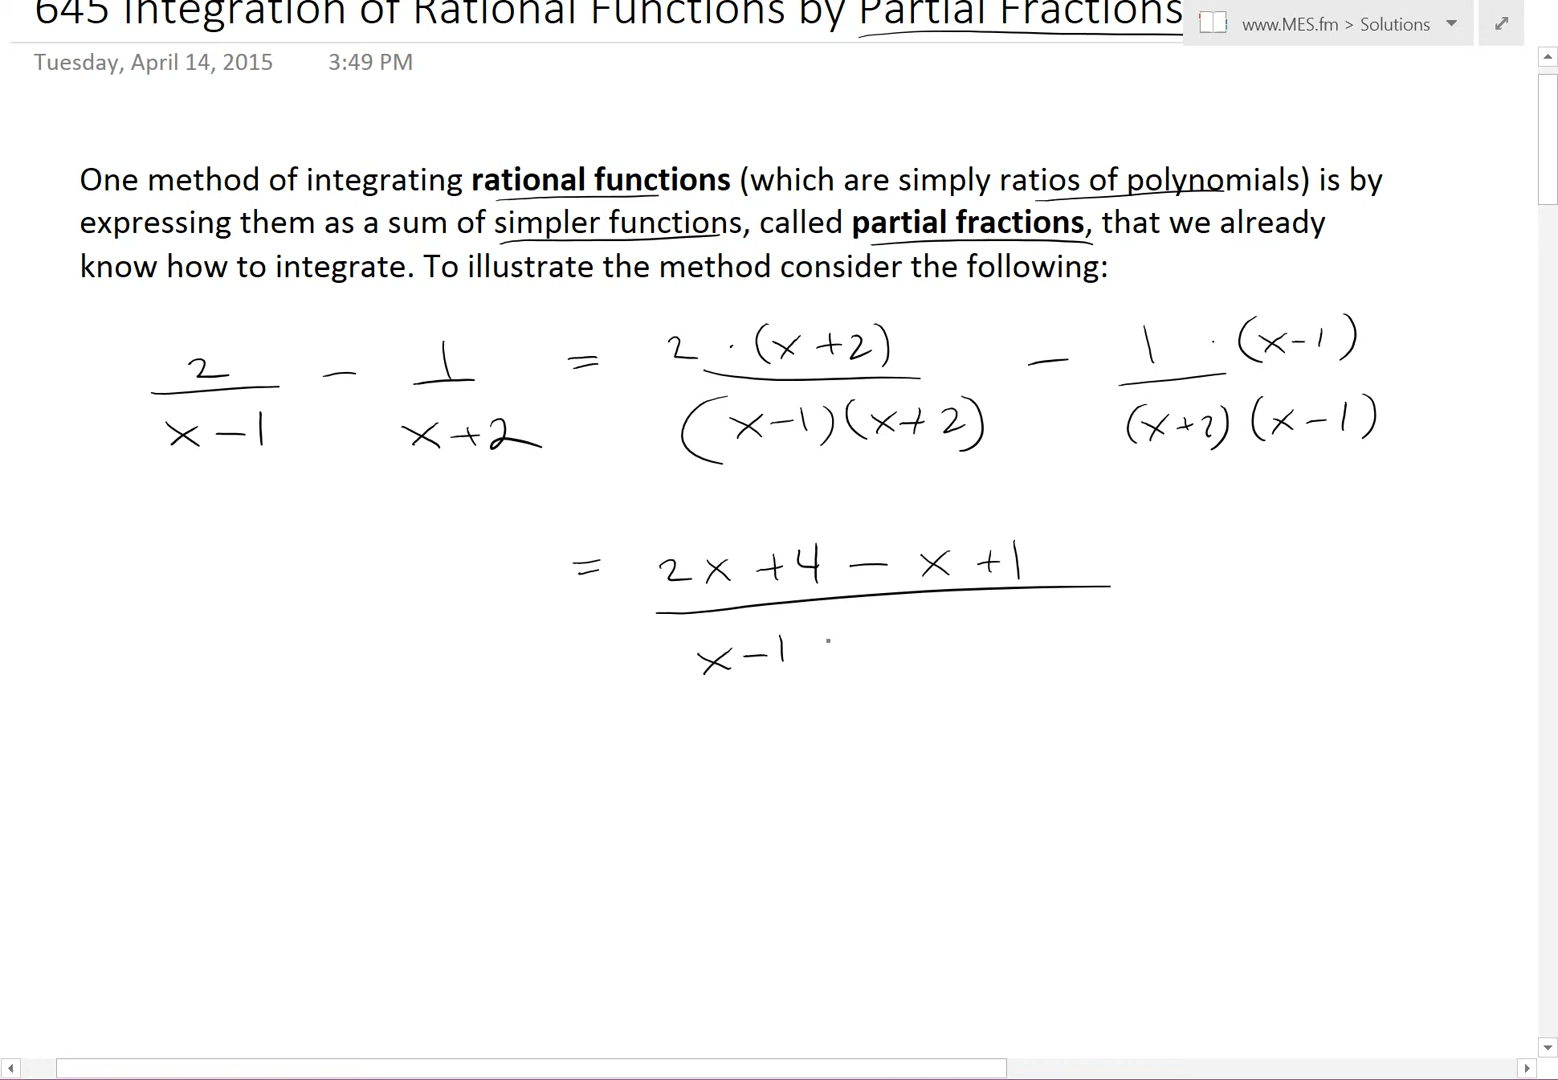 645 Integration of Rational Functions by Partial Fractions
www.MES.fm > Solutions
Tuesday, April 14, 2015 3:49 PM
One method of integrating rational functions (which are simply ratios of polynomials) is by
expressing them as a sum of simpler functions, called partial fractions, that we already
know how to integrate. To illustrate the method consider the following:
2 / (x-1) - 1 / (x+2) = 2 · (x+2) / (x-1)(x+2) - 1 · (x-1) / (x+2)(x-1)
= 2x +4 - x +1
x-1